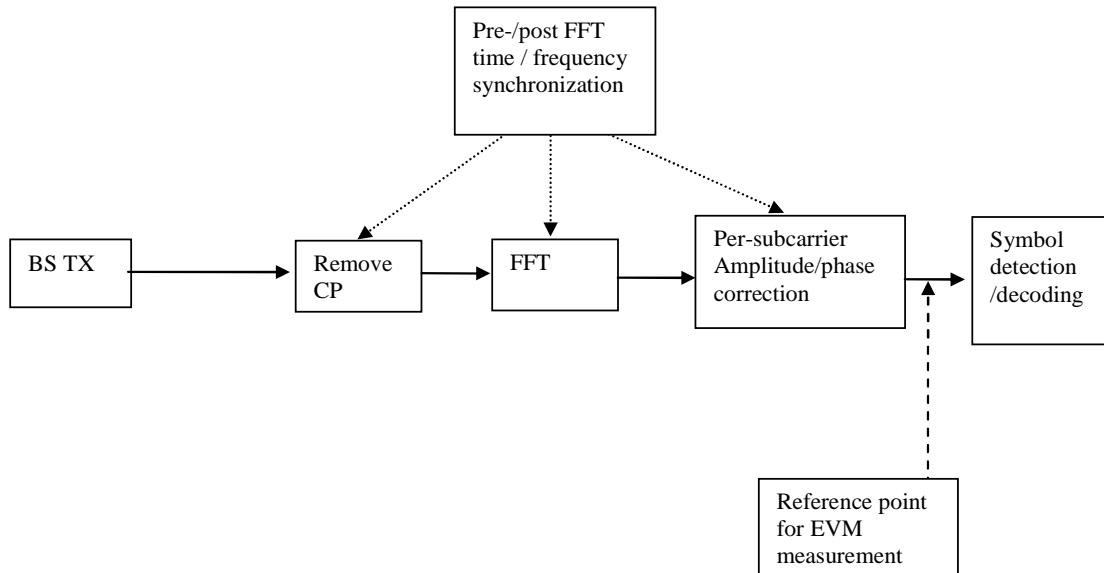 Pre-/post FFT
time / frequency
synchronization
BS TX
Remove
CP
FFT
Per-subcarrier
Amplitude/phase
correction
Symbol
detection
/decoding
Reference point
for EVM
measurement